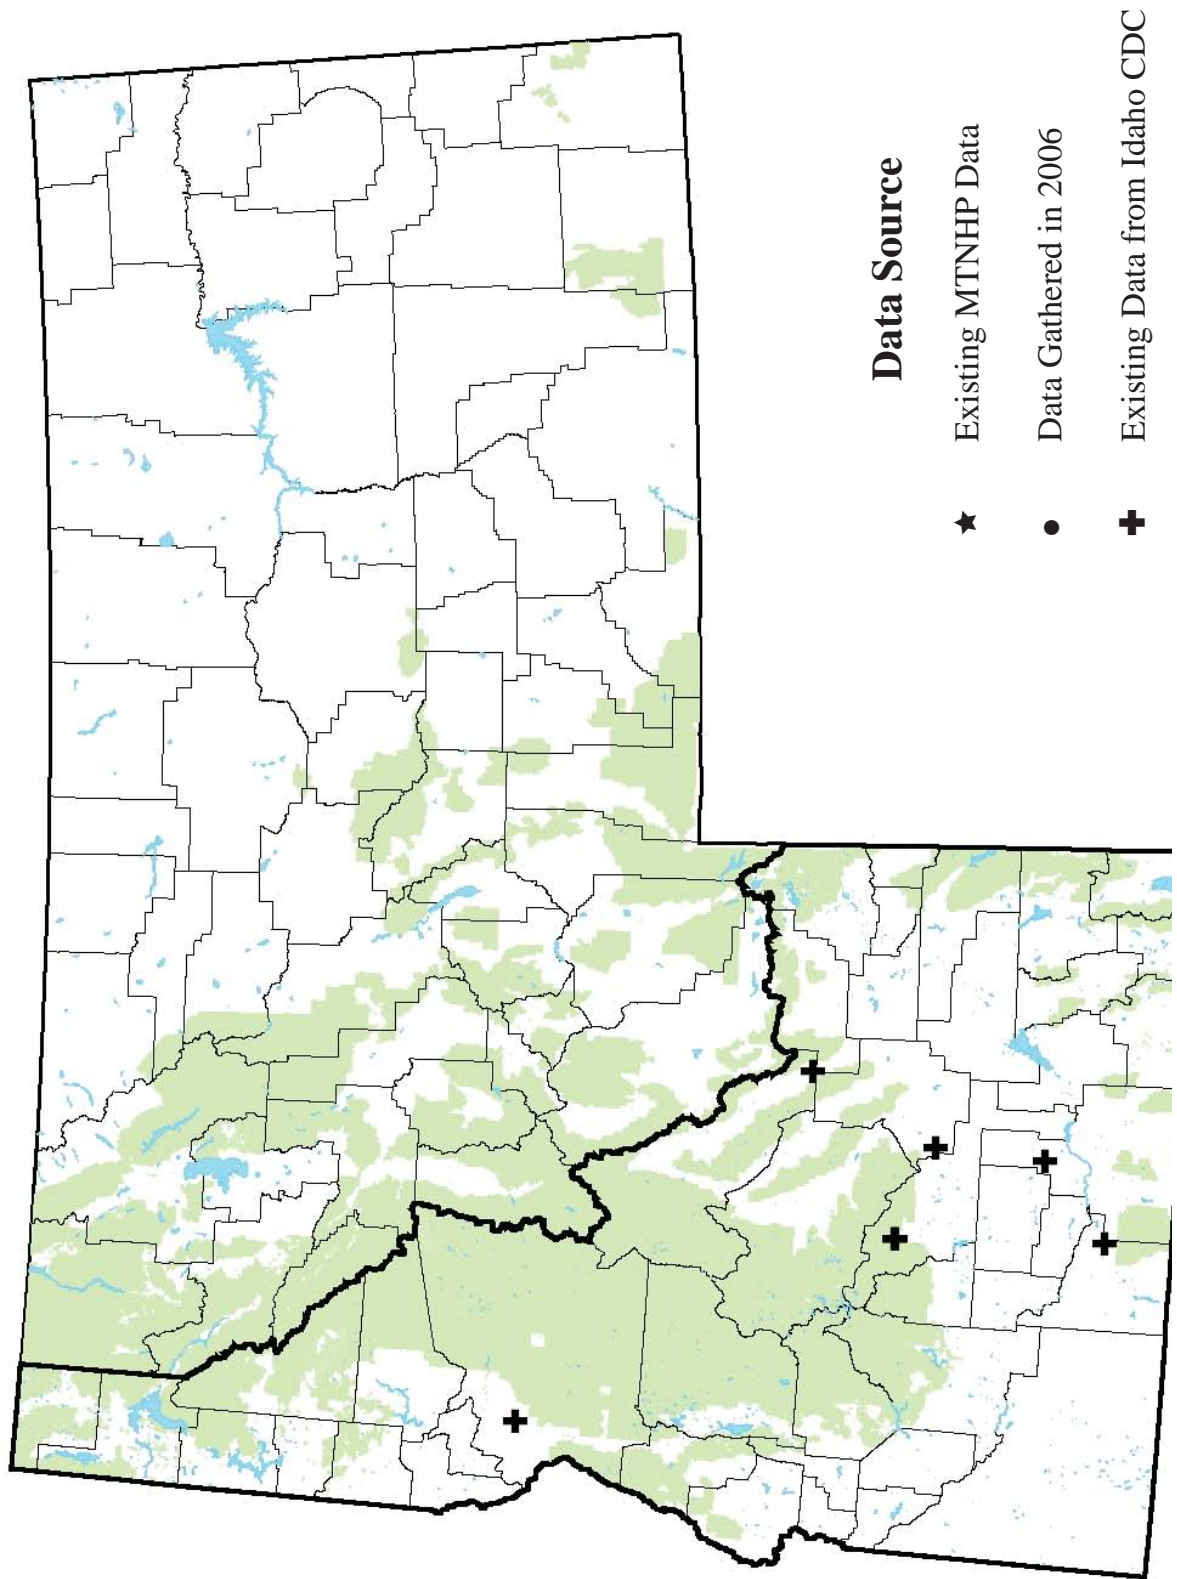 Data Source
Existing MTNHP Data
Data Gathered in 2006
Existing Data from Idaho CDC